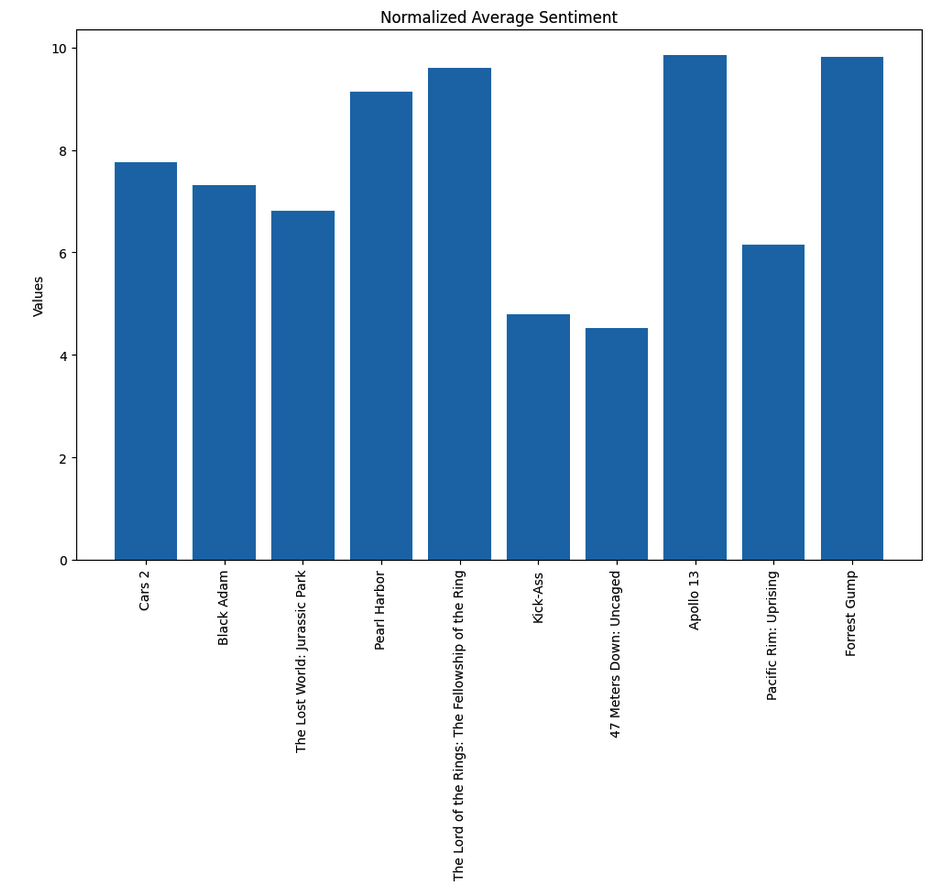 Normalized Average Sentiment
10
8
6
4
2
0
Values
Cars 2
Black Adam
The Lost World: Jurassic Park
Pearl Harbor
The Lord of the Rings: The Fellowship of the Ring
Kick-Ass
47 Meters Down: Uncaged
Apollo 13
Pacific Rim: Uprising
Forrest Gump